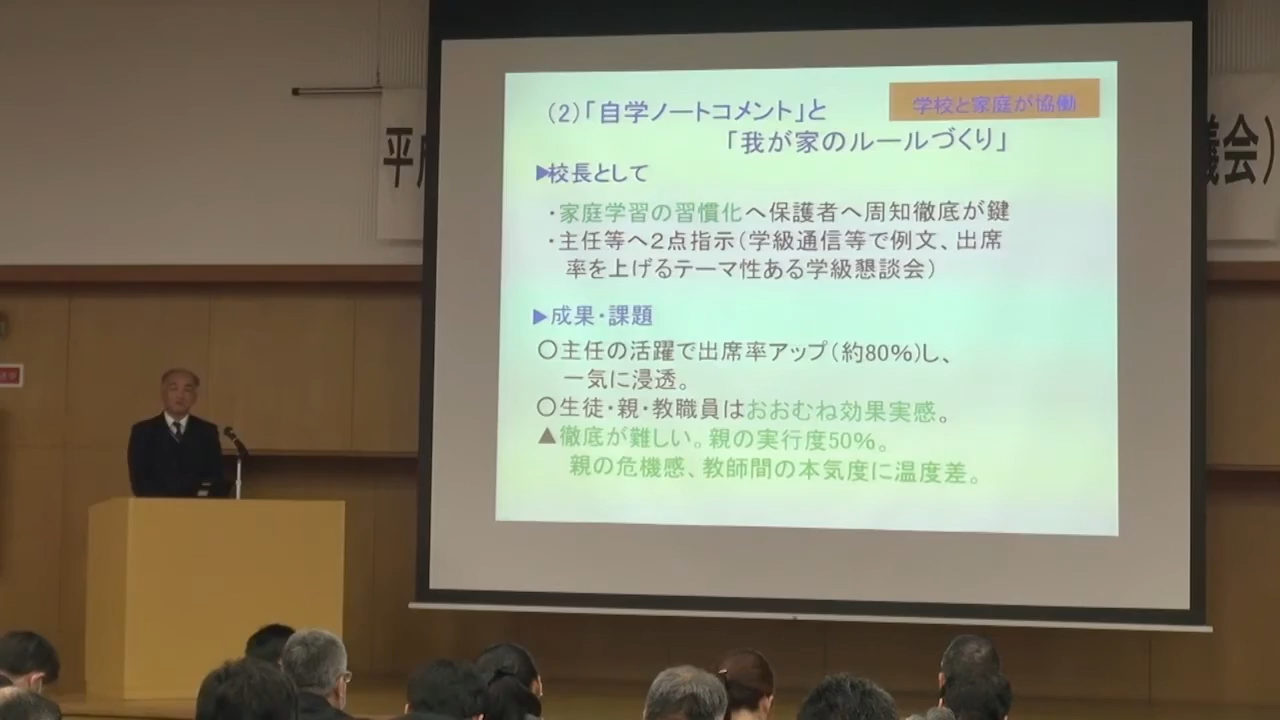 平
議会)
学校と家庭が協働
(2)「自学ノートコメント」と
「我が家のルールづくり」
▶校長として
・家庭学習の習慣化へ保護者へ周知徹底が鍵
・主任等へ2点指示(学級通信等で例文、出席
率を上げるテーマ性ある学級懇談会)
▶成果・課題
○主任の活躍で出席率アップ(約80%)し、
一気に浸透。
○生徒・親・教職員はおおむね効果実感。
▲徹底が難しい。親の実行度50%。
親の危機感、教師間の本気度に温度差。